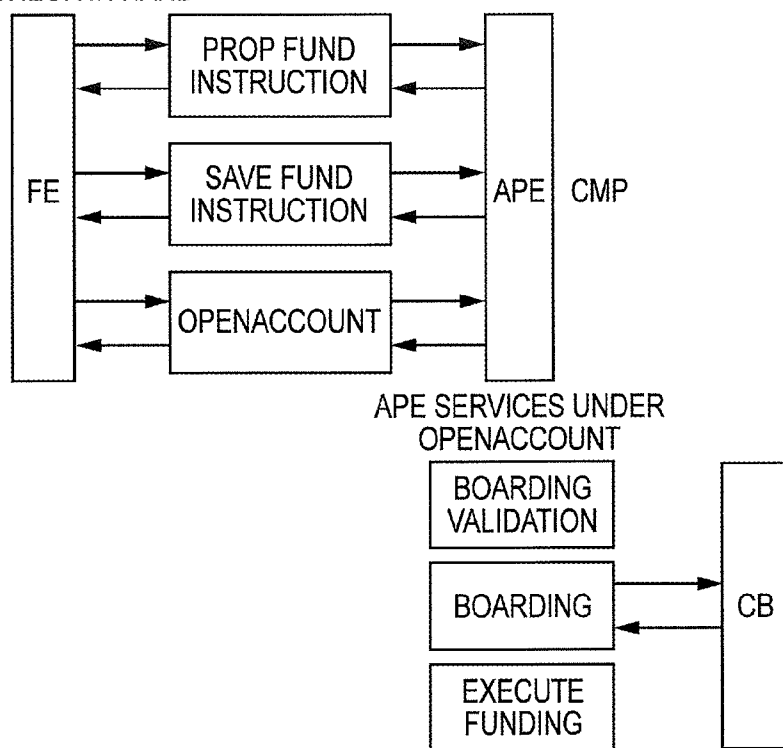 PROP FUND
INSTRUCTION
FE
SAVE FUND
INSTRUCTION
APE
CMP
OPENACCOUNT
APE SERVICES UNDER
OPENACCOUNT
BOARDING
VALIDATION
BOARDING
CB
EXECUTE
FUNDING